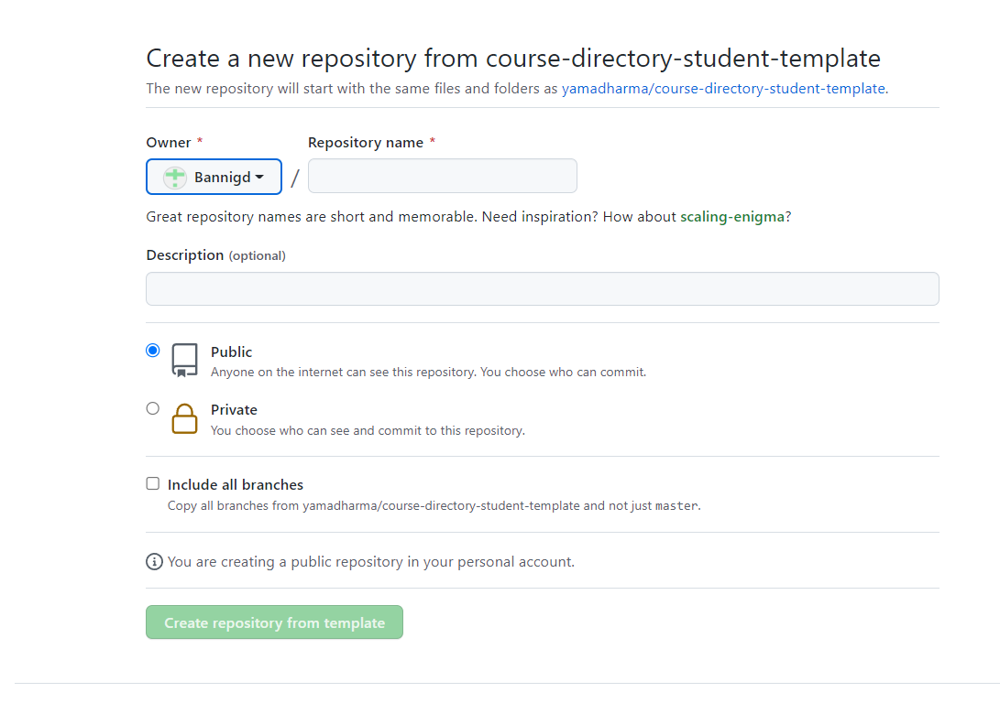 Create a new repository from course-directory-student-template
The new repository will start with the same files and folders as yamadharma/course-directory-student-template.
Owner *
Repository name *
Bannigd
/
Great repository names are short and memorable. Need inspiration? How about scaling-enigma?
Description (optional)
Public
Anyone on the internet can see this repository. You choose who can commit.
Private
You choose who can see and commit to this repository.
Include all branches
Copy all branches from yamadharma/course-directory-student-template and not just master.
You are creating a public repository in your personal account.
Create repository from template